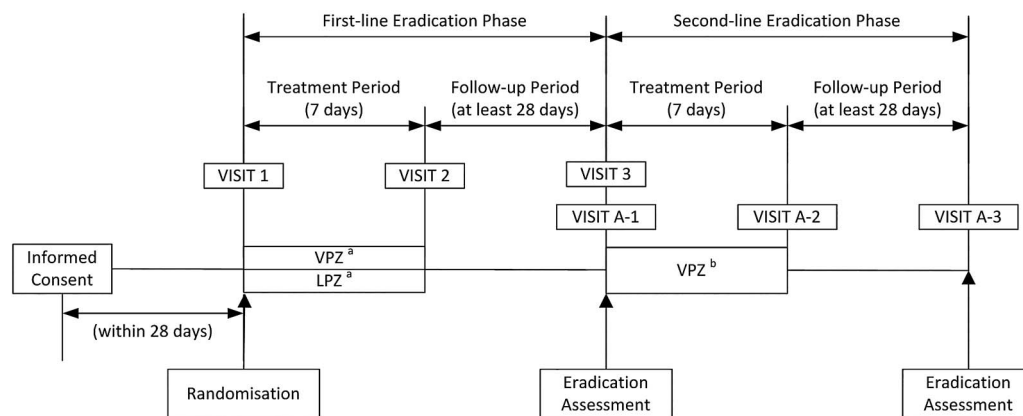 First-line Eradication Phase
Second-line Eradication Phase
Treatment Period
(7 days)
Follow-up Period
(at least 28 days)
Treatment Period
(7 days)
Follow-up Period
(at least 28 days)
VISIT 1
VISIT 2
VISIT 3
VISIT A-1
VISIT A-2
VISIT A-3
Informed
Consent
VPZ a
LPZ a
VPZ b
(within 28 days)
Randomisation
Eradication
Assessment
Eradication
Assessment